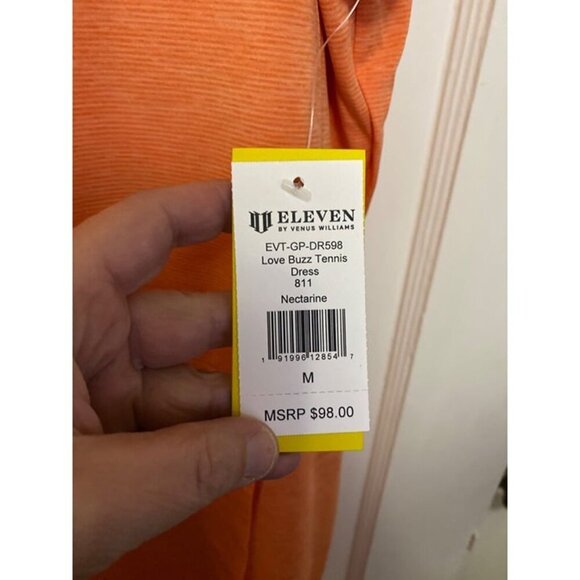 ELEVEN
BY VENUS WILLIAMS
EVT-GP-DR598
Love Buzz Tennis
Dress
811
Nectarine
1 91996 12854 7
M
MSRP $98.00